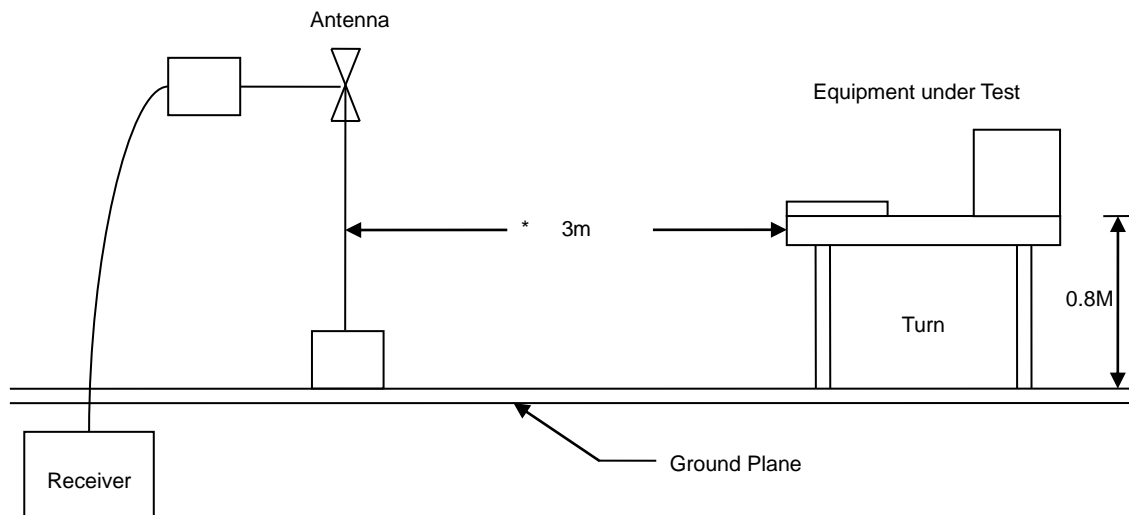 Antenna
Equipment under Test
* 3m
0.8M
Turn
Ground Plane
Receiver